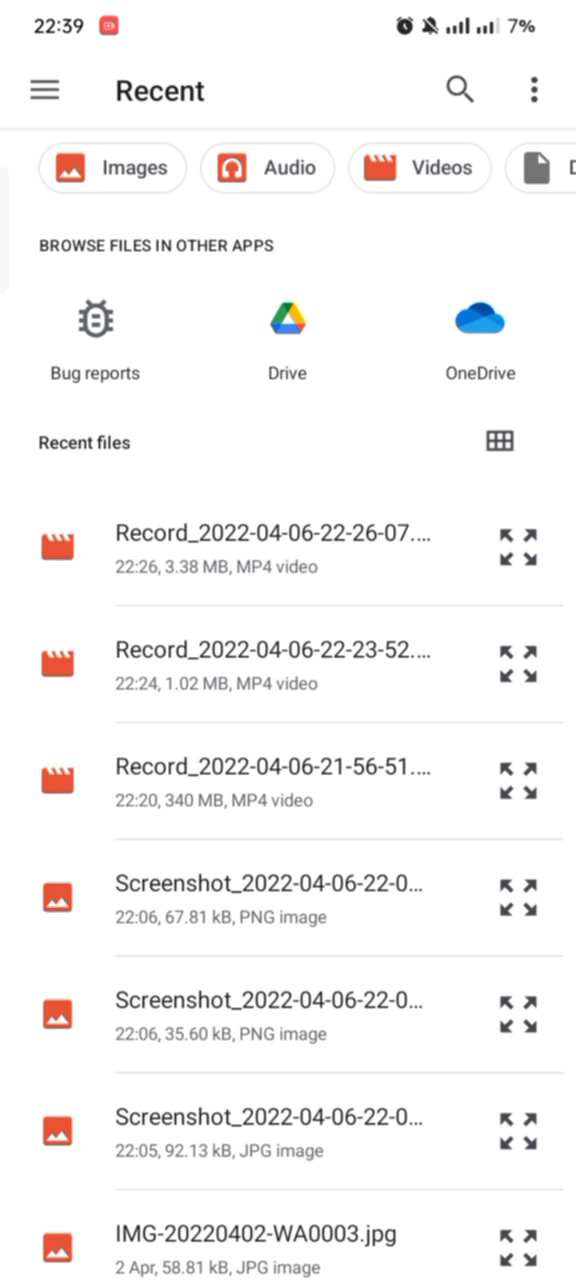 22:39
7%
Recent
Images
Audio
Videos
BROWSE FILES IN OTHER APPS
Bug reports
Drive
OneDrive
Recent files
Record_2022-04-06-22-26-07....
22:26, 3.38 MB, MP4 video
Record_2022-04-06-22-23-52....
22:24, 1.02 MB, MP4 video
Record_2022-04-06-21-56-51....
22:20, 340 MB, MP4 video
Screenshot_2022-04-06-22-0...
22:06, 67.81 kB, PNG image
Screenshot_2022-04-06-22-0...
22:06, 35.60 kB, PNG image
Screenshot_2022-04-06-22-0...
22:05, 92.13 kB, JPG image
IMG-20220402-WA0003.jpg
2 Apr, 58.81 kB, JPG image